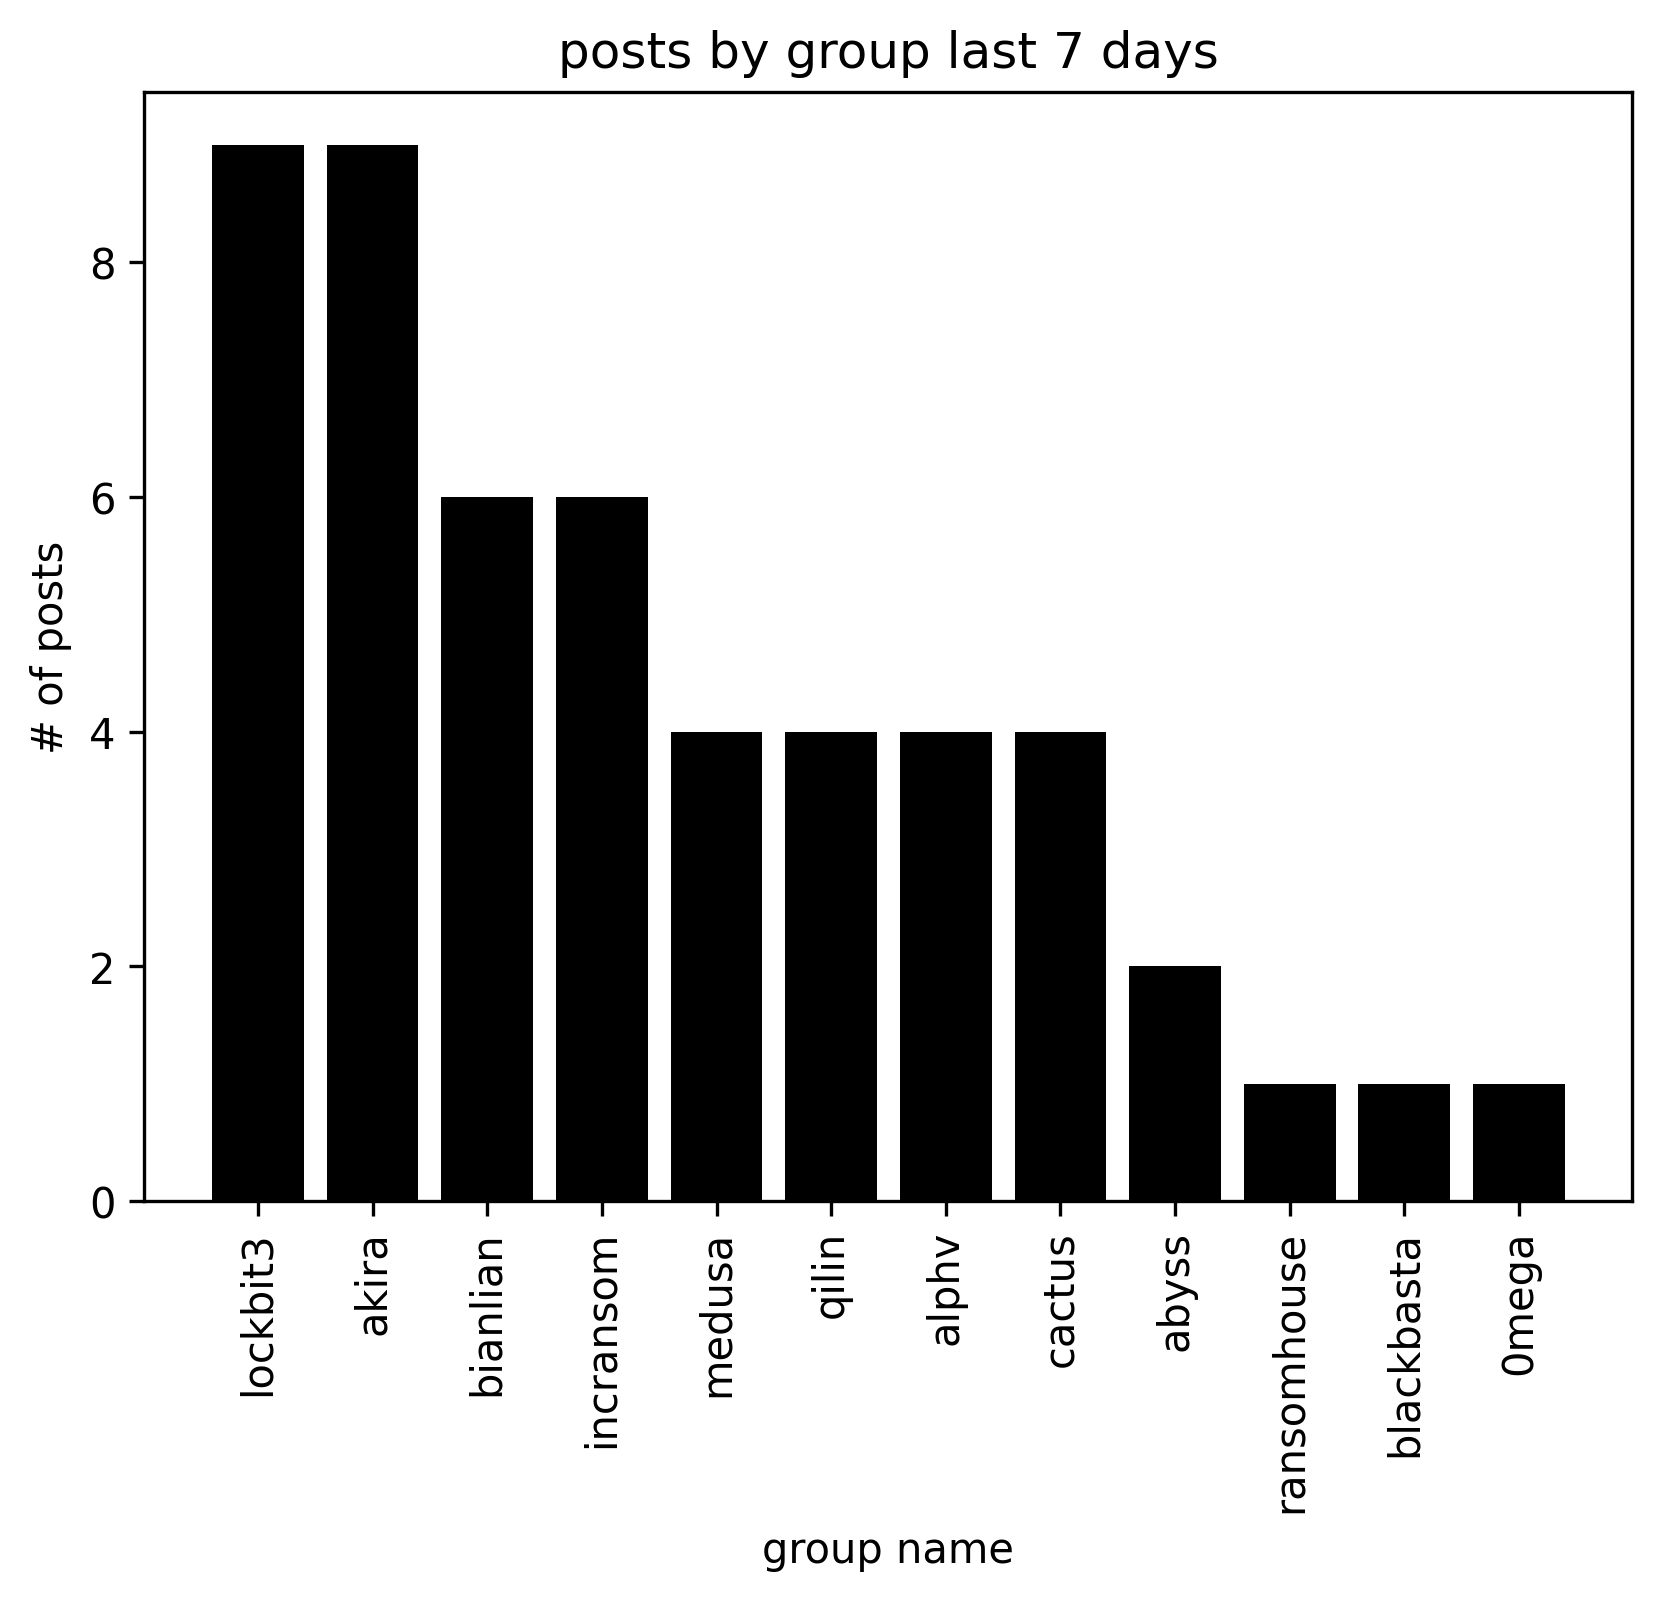 posts by group last 7 days
# of posts
8
6
4
2
0
lockbit3
akira
bianlian
incransom
medusa
qilin
alphv
cactus
abyss
ransomhouse
blackbasta
0mega
group name